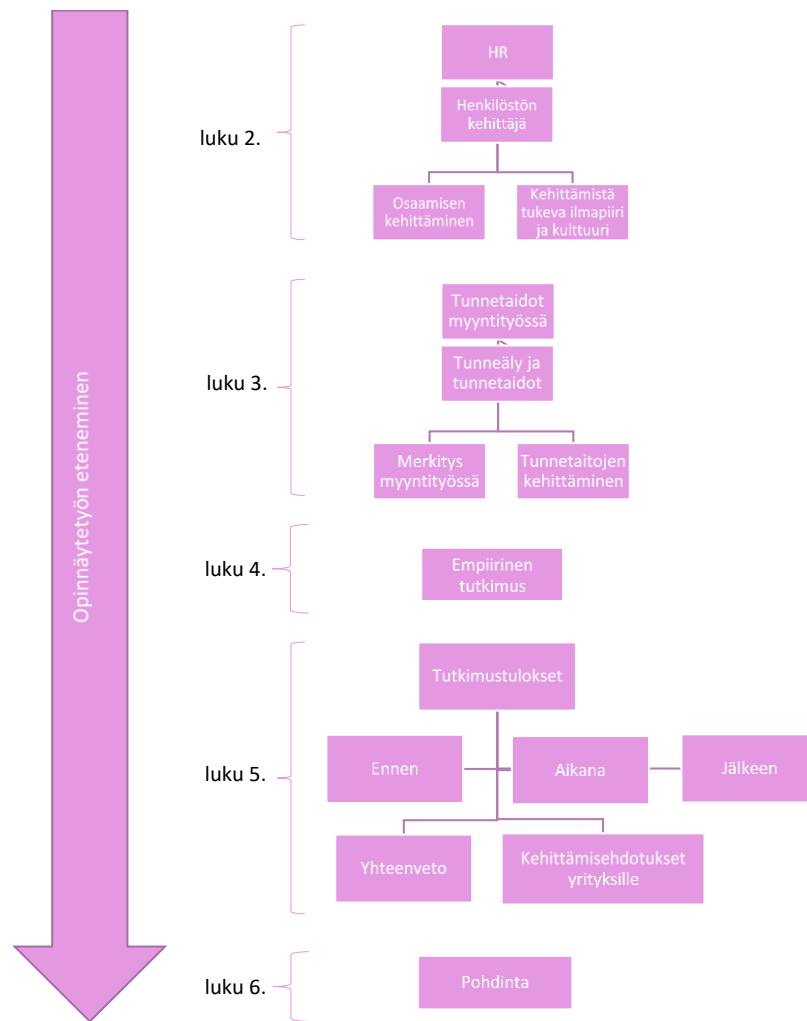 Opinnäytetyön eteneminen
luku 2.
HR
Henkilöstön
kehittäjä
Osaamisen
kehittäminen
Kehittämistä
tukeva ilmapiiri
ja kulttuuri
luku 3.
Tunnetaidot
myyntityössä
Tunneäly ja
tunnetaidot
Merkitys
myyntityössä
Tunnetaitojen
kehittäminen
luku 4.
Empiirinen
tutkimus
luku 5.
Tutkimustulokset
Ennen
Aikana
Jälkeen
Yhteenveto
Kehittämisehdotukset
yrityksille
luku 6.
Pohdinta